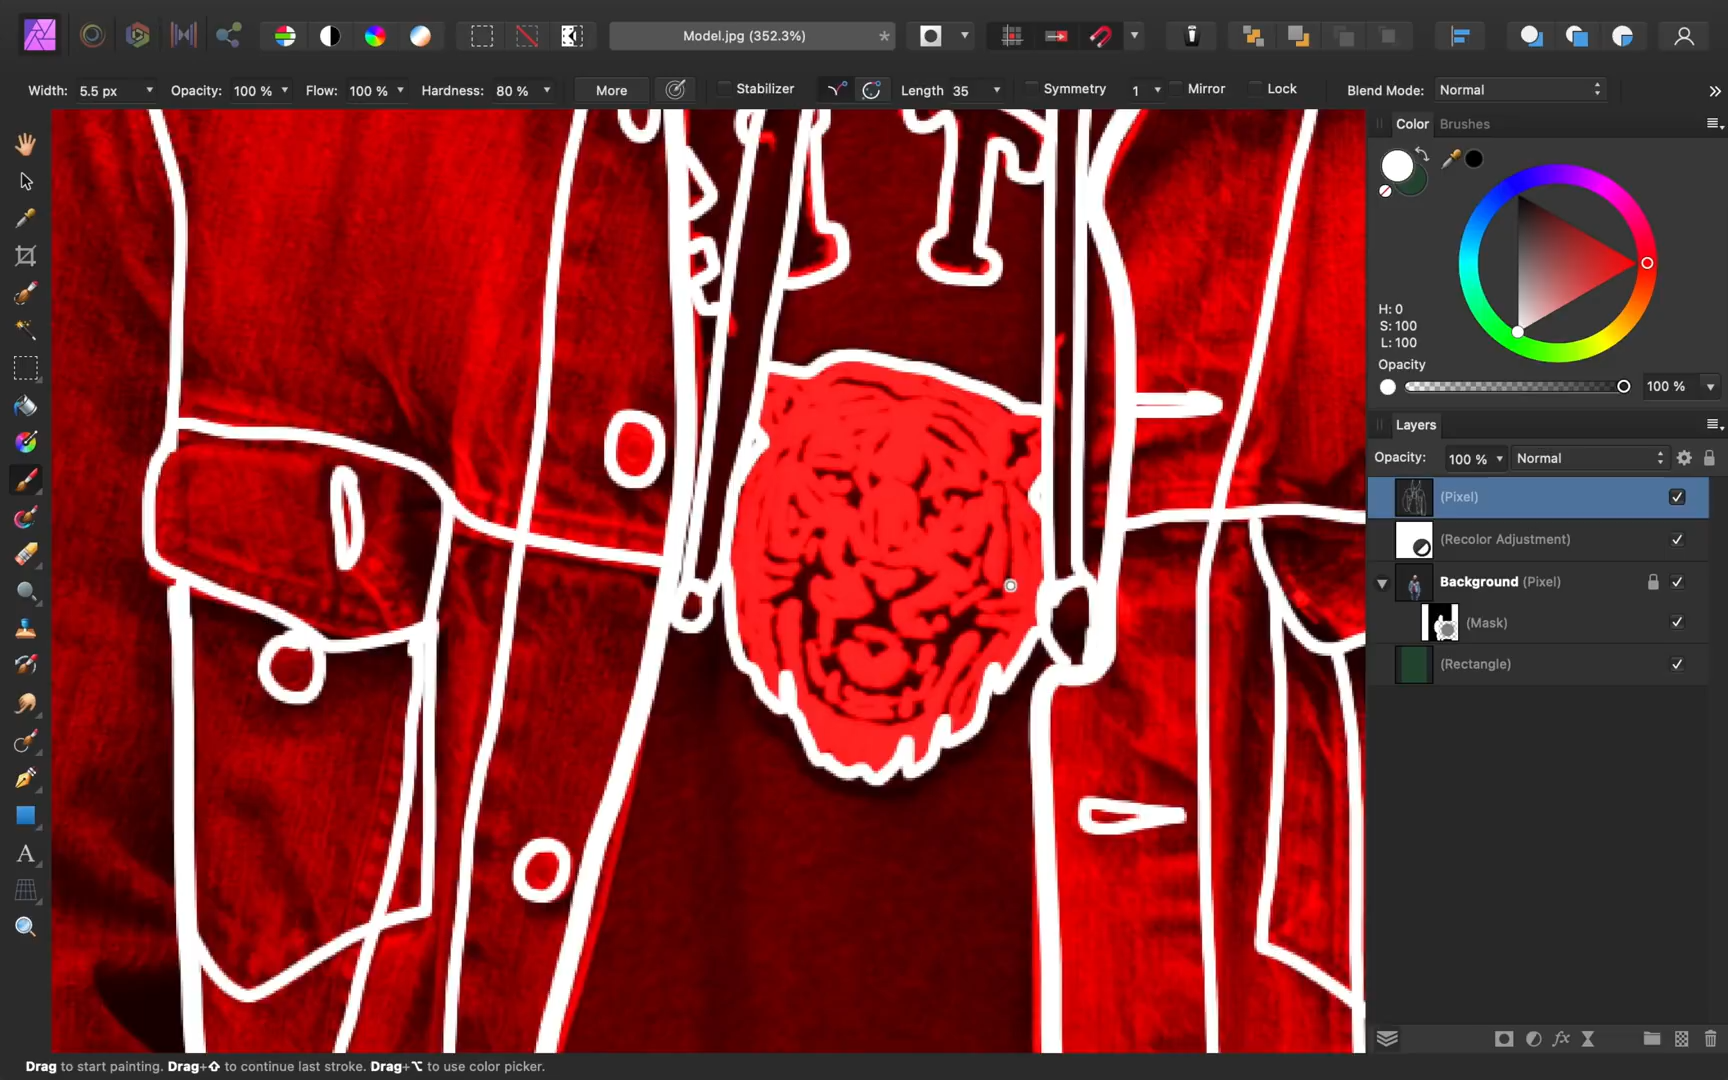 Model.jpg (352.3%)
*
Width: 5.5 px
Opacity: 100 %
Flow: 100 %
Hardness: 80 %
More
Stabilizer
Length 35
Symmetry 1
Mirror
Lock
Blend Mode: Normal
Color Brushes
H: 0
S: 100
L: 100
Opacity
100 %
Layers
Opacity: 100 % Normal
(Pixel)
(Recolor Adjustment)
Background (Pixel)
(Mask)
(Rectangle)
A
Drag to start painting. Drag+⇧ to continue last stroke. Drag+⌥ to use color picker.